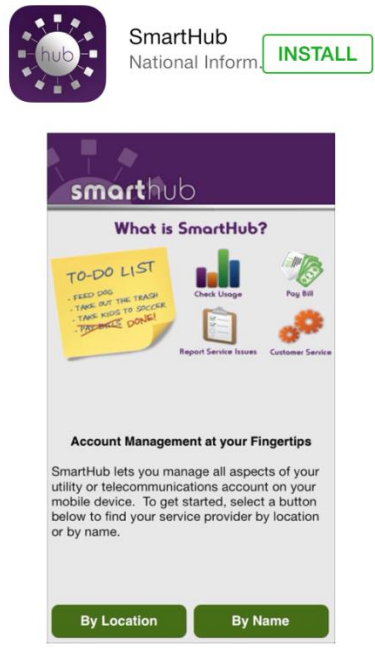 hub
SmartHub
National Inform.
INSTALL
smarthub
What is SmartHub?
TO-DO LIST
- FEED DOG
- TAKE OUT THE TRASH
- TAKE KIDS TO SOCCER
- PAY BILLS DONE!
Check Usage
Pay Bill
Report Service Issues
Customer Service
Account Management at your Fingertips
SmartHub lets you manage all aspects of your
utility or telecommunications account on your
mobile device. To get started, select a button
below to find your service provider by location
or by name.
By Location
By Name